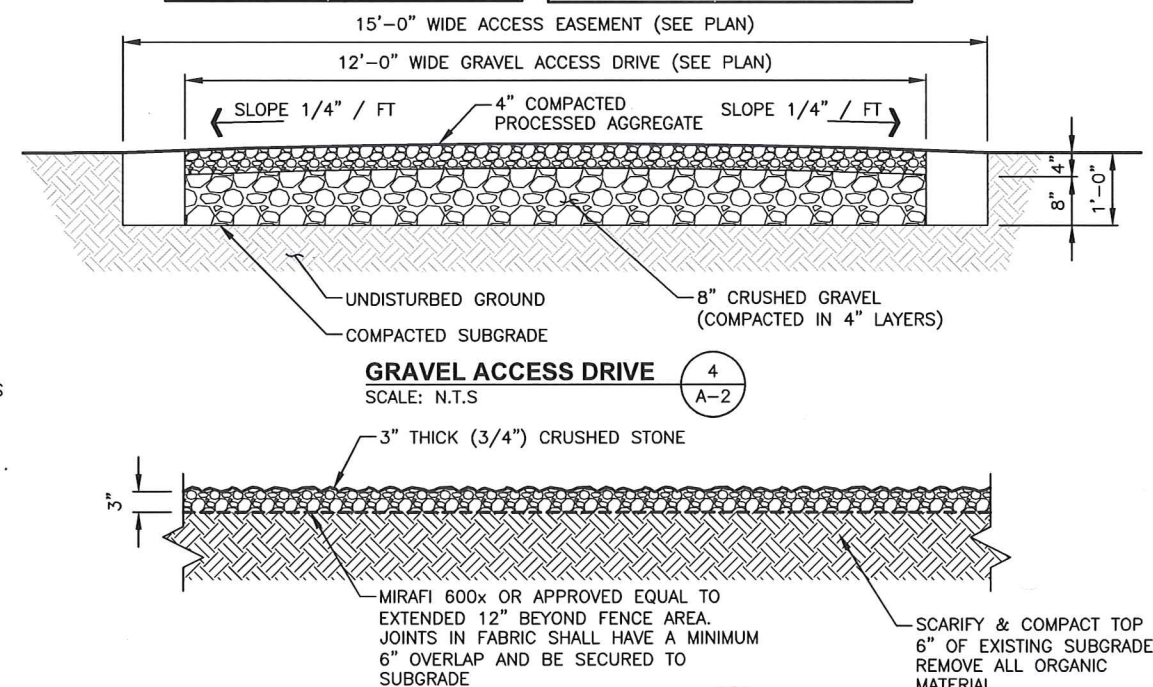 15'-0" WIDE ACCESS EASEMENT (SEE PLAN)
12'-0" WIDE GRAVEL ACCESS DRIVE (SEE PLAN)
SLOPE 1/4" / FT
4" COMPACTED
PROCESSED AGGREGATE
SLOPE 1/4" / FT
4"
8"
1'-0"
UNDISTURBED GROUND
COMPACTED SUBGRADE
8" CRUSHED GRAVEL
(COMPACTED IN 4" LAYERS)
GRAVEL ACCESS DRIVE
SCALE: N.T.S
4
A-2
3" THICK (3/4") CRUSHED STONE
3"
MIRAFI 600x OR APPROVED EQUAL TO
EXTENDED 12" BEYOND FENCE AREA.
JOINTS IN FABRIC SHALL HAVE A MINIMUM
6" OVERLAP AND BE SECURED TO
SUBGRADE
SCARIFY & COMPACT TOP
6" OF EXISTING SUBGRADE
REMOVE ALL ORGANIC
MATERIAL